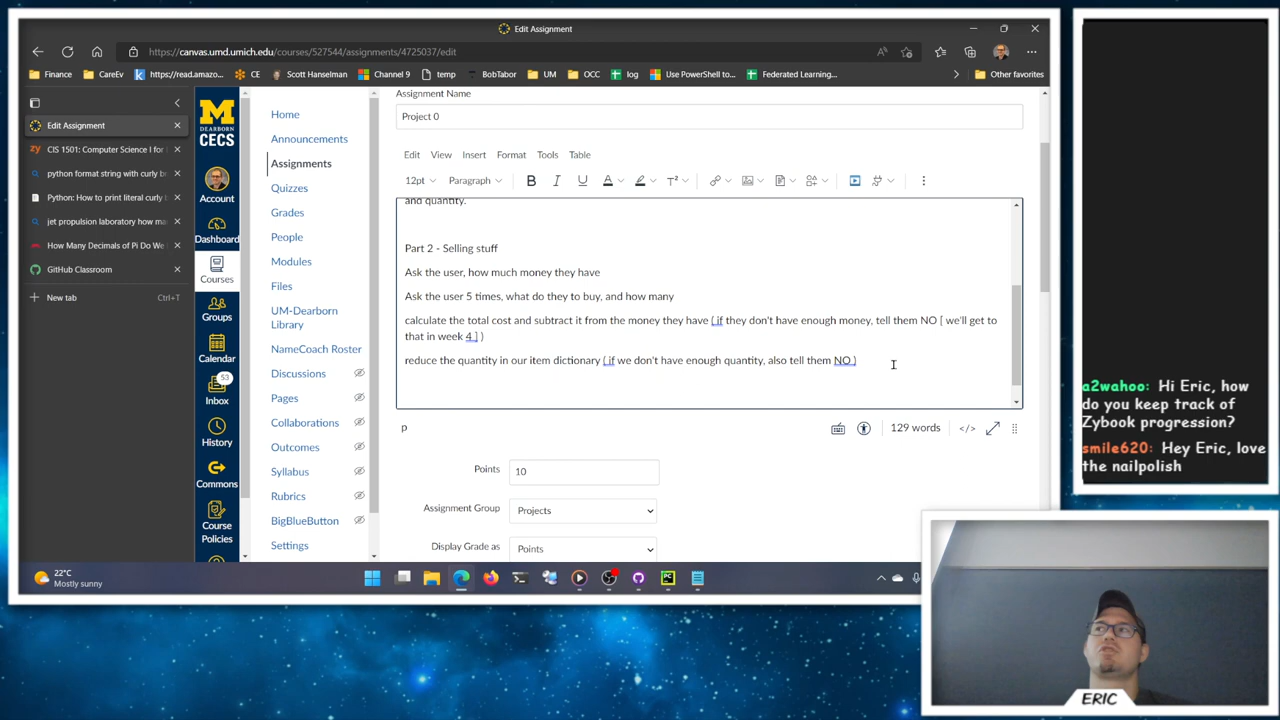 Edit Assignment
https://canvas.umd.umich.edu/courses/527544/assignments/4725037/edit
Finance
CareEv
https://read.amazo...
CE
Scott Hanselman
Channel 9
temp
BobTabor
UM
OCC
log
Use PowerShell to...
Federated Learning...
Other favorites
Edit Assignment
CIS 1501: Computer Science I for
python format string with curly b
Python: How to print literal curly
jet propulsion laboratory how ma
How Many Decimals of Pi Do We
GitHub Classroom
New tab
Ctrl+T
M
DEARBORN
CECS
Account
Dashboard
Courses
Groups
Calendar
53
Inbox
History
Commons
Course
Policies
Home
Announcements
Assignments
Quizzes
Grades
People
Modules
Files
UM-Dearborn
Library
NameCoach Roster
Discussions
Pages
Collaborations
Outcomes
Syllabus
Rubrics
BigBlueButton
Settings
Assignment Name
Project 0
Edit View Insert Format Tools Table
12pt Paragraph B I U A T²
and quantity.
Part 2 - Selling stuff
Ask the user, how much money they have
Ask the user 5 times, what do they to buy, and how many
calculate the total cost and subtract it from the money they have ( if they don't have enough money, tell them NO [ we'll get to
that in week 4 ] )
reduce the quantity in our item dictionary ( if we don't have enough quantity, also tell them NO )
p
129 words
</>
Points
10
Assignment Group
Projects
Display Grade as
Points
22°C
Mostly sunny
a2wahoo: Hi Eric, how
do you keep track of
Zybook progression?
smile620: Hey Eric, love
the nailpolish
ERIC